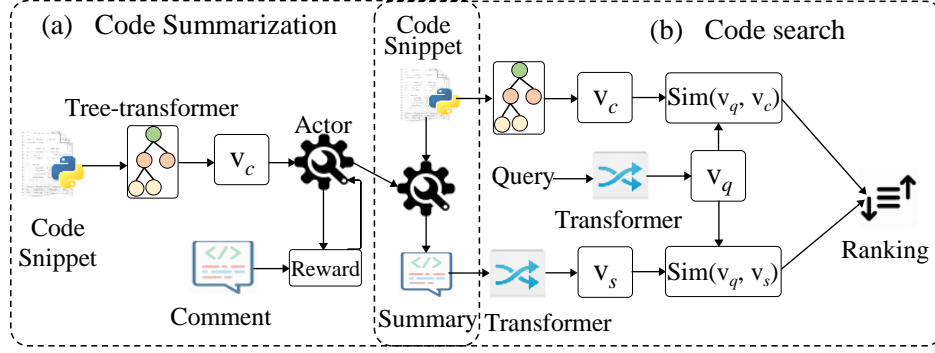 (a) Code Summarization
Code
Snippet
(b) Code search
Tree-transformer
Actor
v_c
v_c
Sim(v_q, v_c)
Query
v_q
Transformer
Code
Snippet
Reward
v_s
Sim(v_q, v_s)
Ranking
Comment
Summary
Transformer